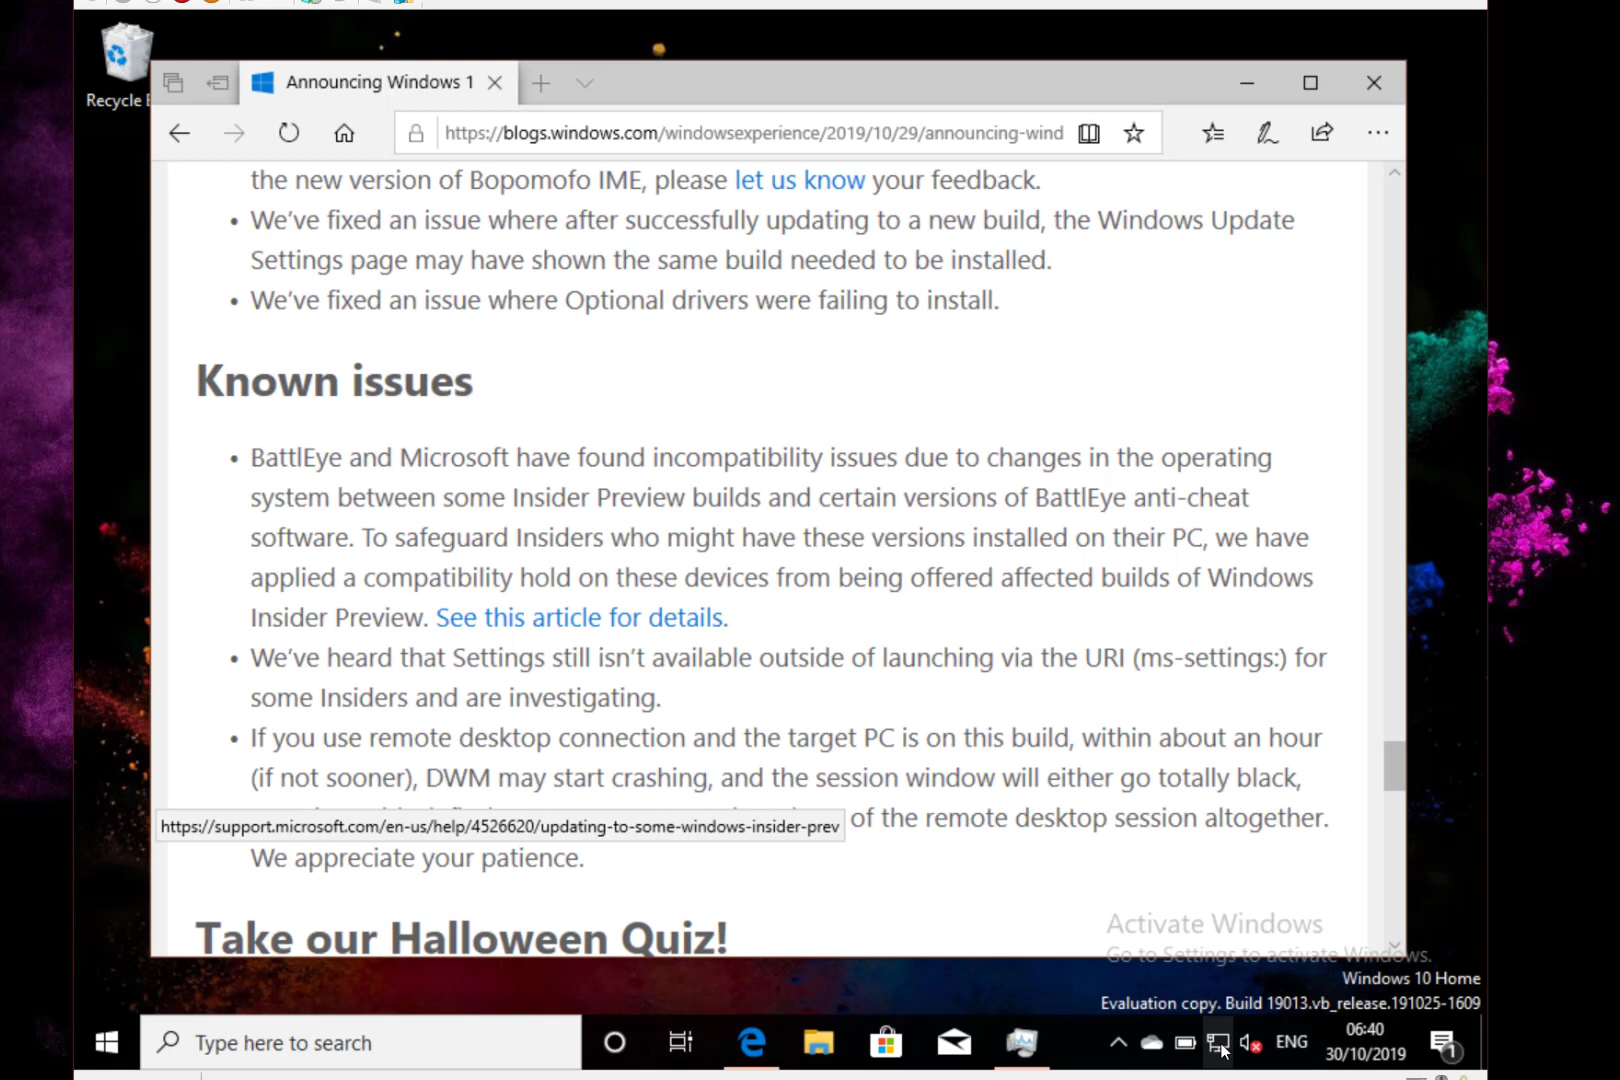 Recycle
Announcing Windows 1
https://blogs.windows.com/windowsexperience/2019/10/29/announcing-wind
the new version of Bopomofo IME, please let us know your feedback.
• We’ve fixed an issue where after successfully updating to a new build, the Windows Update
Settings page may have shown the same build needed to be installed.
• We’ve fixed an issue where Optional drivers were failing to install.
Known issues
• BattlEye and Microsoft have found incompatibility issues due to changes in the operating
system between some Insider Preview builds and certain versions of BattlEye anti-cheat
software. To safeguard Insiders who might have these versions installed on their PC, we have
applied a compatibility hold on these devices from being offered affected builds of Windows
Insider Preview. See this article for details.
• We’ve heard that Settings still isn’t available outside of launching via the URI (ms-settings:) for
some Insiders and are investigating.
• If you use remote desktop connection and the target PC is on this build, within about an hour
(if not sooner), DWM may start crashing, and the session window will either go totally black,
of the remote desktop session altogether.
https://support.microsoft.com/en-us/help/4526620/updating-to-some-windows-insider-prev
We appreciate your patience.
Take our Halloween Quiz!
Activate Windows
Go to Settings to activate Windows.
Windows 10 Home
Evaluation copy. Build 19013.vb_release.191025-1609
Type here to search
ENG
06:40
30/10/2019
1